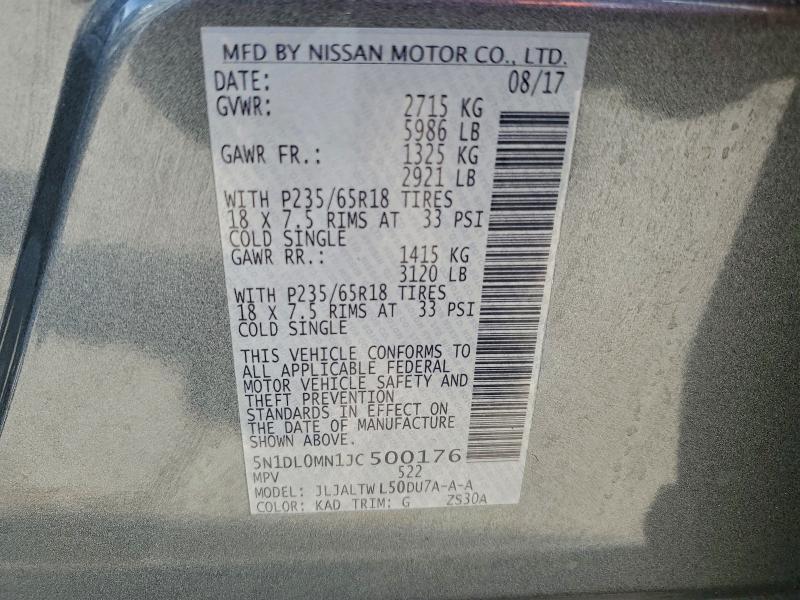 MFD BY NISSAN MOTOR CO., LTD.
DATE: 08/17
GVWR: 2715 KG
5986 LB
GAWR FR.: 1325 KG
2921 LB
WITH P235/65R18 TIRES
18 X 7.5 RIMS AT 33 PSI
COLD SINGLE
GAWR RR.: 1415 KG
3120 LB
WITH P235/65R18 TIRES
18 X 7.5 RIMS AT 33 PSI
COLD SINGLE
THIS VEHICLE CONFORMS TO
ALL APPLICABLE FEDERAL
MOTOR VEHICLE SAFETY AND
THEFT PREVENTION
STANDARDS IN EFFECT ON
THE DATE OF MANUFACTURE
SHOWN ABOVE.
5N1DL0MN1JC500176
MPV 522
MODEL: JLJALTW L50DU7A-A-A
COLOR: KAD TRIM: G ZS30A